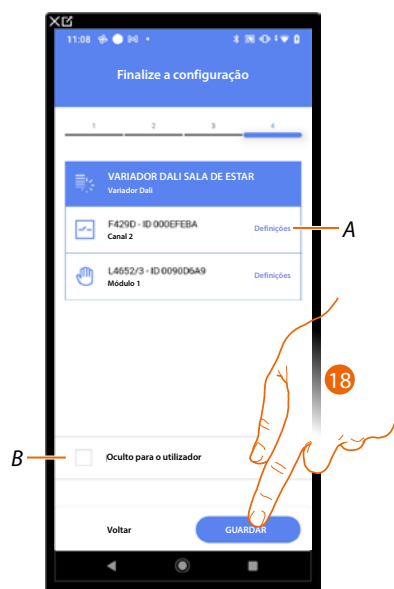 11:08
Finalize a configuração
1 2 3 4
VARIADOR DALI SALA DE ESTAR
Variador Dali
F429D - ID 000EFEBA
Canal 2
Definições
A
L4652/3 - ID 0090D6A9
Módulo 1
Definições
18
B
Oculto para o utilizador
Voltar
GUARDAR